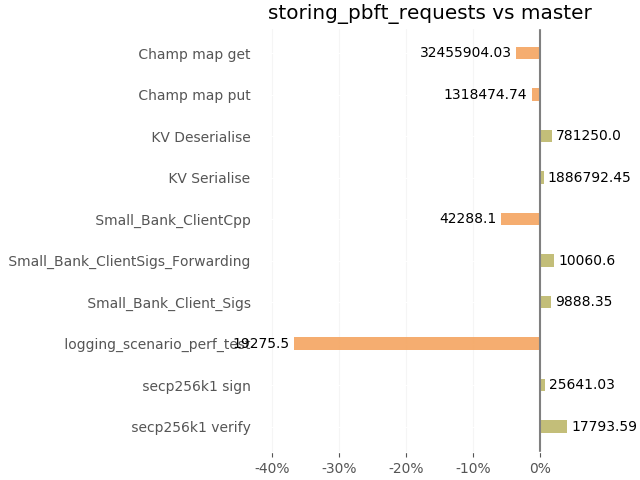 storing_pbft_requests vs master
Champ map get 32455904.03
Champ map put 1318474.74
KV Deserialise 781250.0
KV Serialise 1886792.45
Small_Bank_ClientCpp 42288.1
Small_Bank_ClientSigs_Forwarding 10060.6
Small_Bank_Client_Sigs 9888.35
logging_scenario_perf_test 19275.5
secp256k1 sign 25641.03
secp256k1 verify 17793.59
-40% -30% -20% -10% 0%